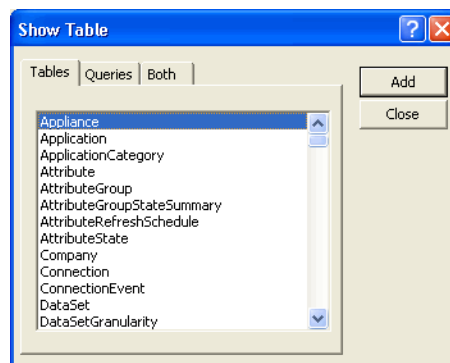 Show Table
Tables Queries Both
Add
Close
Appliance
Application
ApplicationCategory
Attribute
AttributeGroup
AttributeGroupStateSummary
AttributeRefreshSchedule
AttributeState
Company
Connection
ConnectionEvent
DataSet
DataSetGranularity